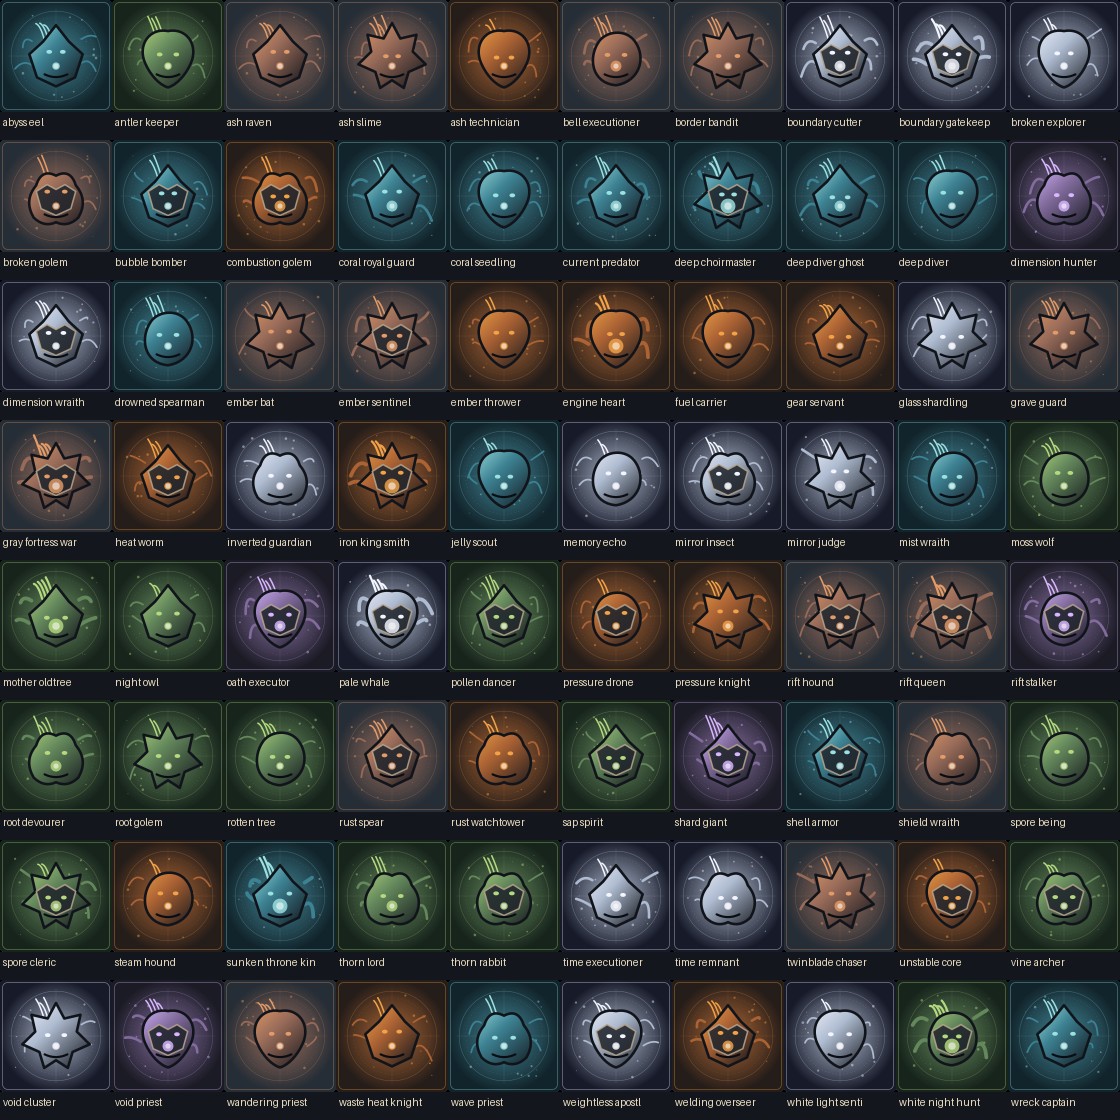 abyss eel
antler keeper
ash raven
ash slime
ash technician
bell executioner
border bandit
boundary cutter
boundary gatekeep
broken explorer
broken golem
bubble bomber
combustion golem
coral royal guard
coral seedling
current predator
deep choirmaster
deep diver ghost
deep diver
dimension hunter
dimension wraith
drowned spearman
ember bat
ember sentinel
ember thrower
engine heart
fuel carrier
gear servant
glass shardling
grave guard
gray fortress war
heat worm
inverted guardian
iron king smith
jelly scout
memory echo
mirror insect
mirror judge
mist wraith
moss wolf
mother oldtree
night owl
oath executor
pale whale
pollen dancer
pressure drone
pressure knight
rift hound
rift queen
rift stalker
root devourer
root golem
rotten tree
rust spear
rust watchtower
sap spirit
shard giant
shell armor
shield wraith
spore being
spore cleric
steam hound
sunken throne kin
thorn lord
thorn rabbit
time executioner
time remnant
twinblade chaser
unstable core
vine archer
void cluster
void priest
wandering priest
waste heat knight
wave priest
weightless apostl
welding overseer
white light senti
white night hunt
wreck captain